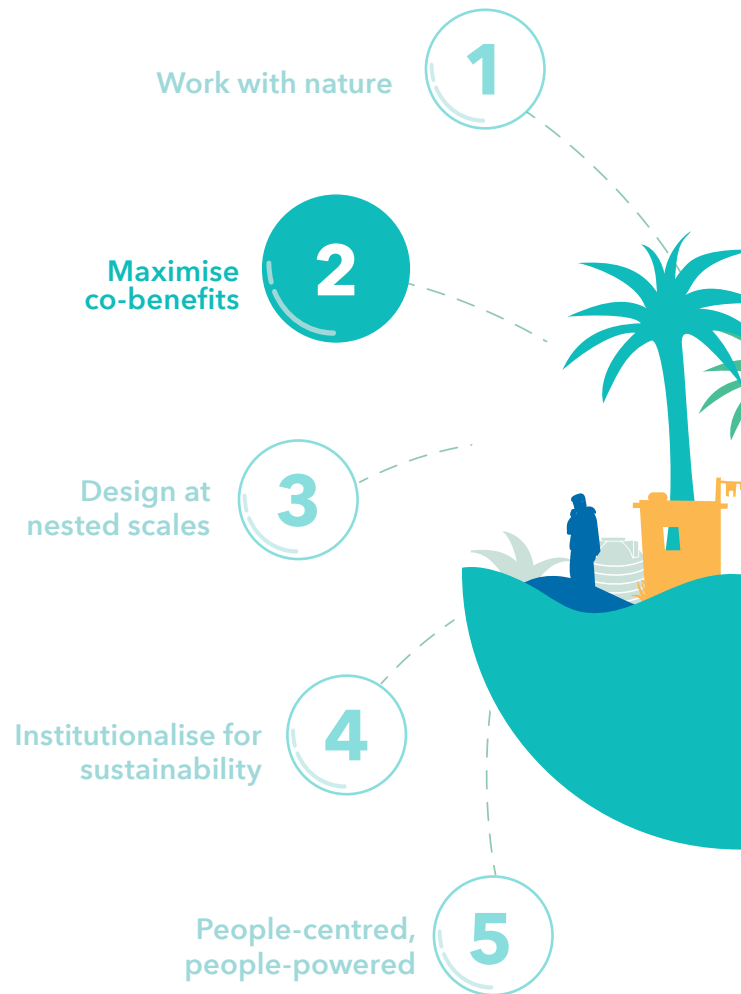 1
Work with nature
2
Maximise
co-benefits
3
Design at
nested scales
4
Institutionalise for
sustainability
5
People-centred,
people-powered